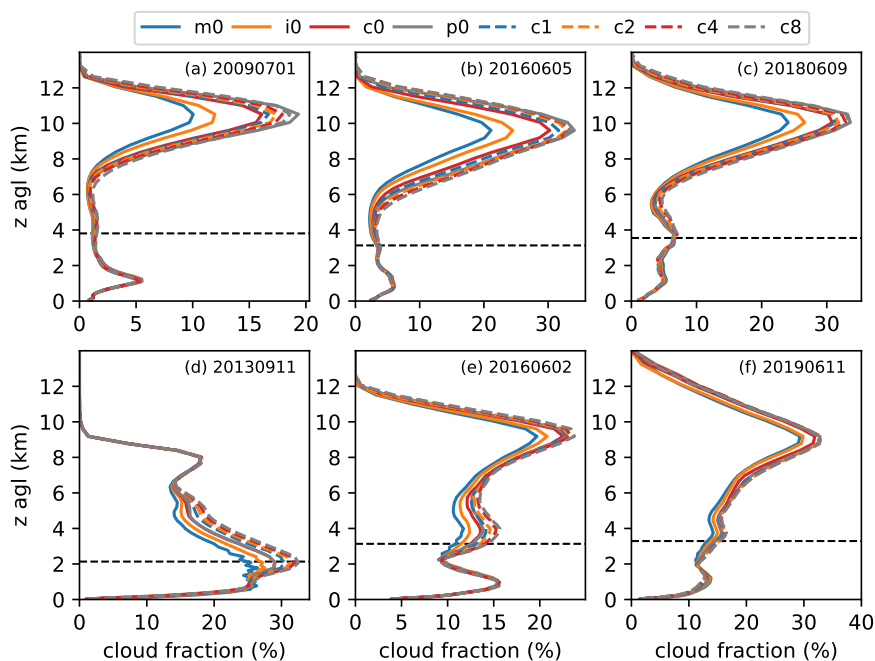 m0 i0 c0 p0 c1 c2 c4 c8
(a) 20090701 (b) 20160605 (c) 20180609
z agl (km)
12
10
8
6
4
2
0
0 5 10 15 20 0 10 20 30 0 10 20 30
(d) 20130911 (e) 20160602 (f) 20190611
z agl (km)
12
10
8
6
4
2
0
0 10 20 30 0 5 10 15 20 0 10 20 30 40
cloud fraction (%) cloud fraction (%) cloud fraction (%)